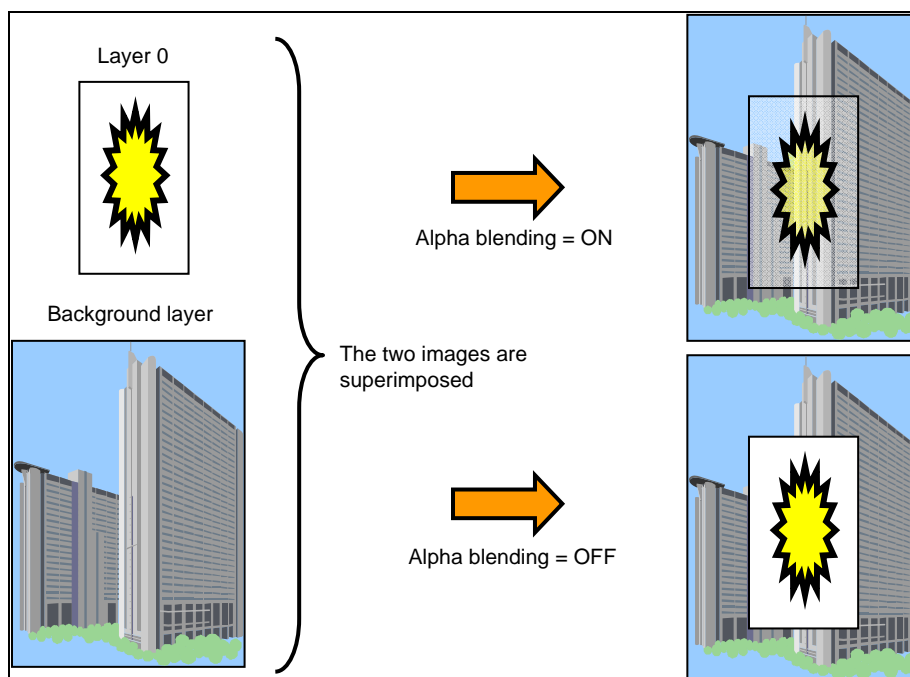 Layer 0
Background layer
The two images are
superimposed
Alpha blending = ON
Alpha blending = OFF